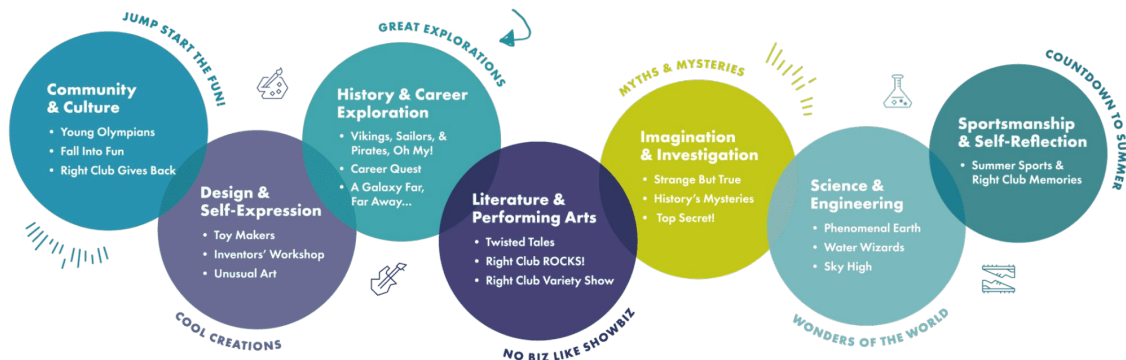 JUMP START THE FUN!
Community
& Culture
• Young Olympians
• Fall Into Fun
• Right Club Gives Back
Design &
Self-Expression
• Toy Makers
• Inventors' Workshop
• Unusual Art
COOL CREATIONS
GREAT EXPLORATIONS
History & Career
Exploration
• Vikings, Sailors, &
Pirates, Oh My!
• Career Quest
• A Galaxy Far,
Far Away...
Literature &
Performing Arts
• Twisted Tales
• Right Club ROCKS!
• Right Club Variety Show
NO BIZ LIKE SHOWBIZ
MYTHS & MYSTERIES
Imagination
& Investigation
• Strange But True
• History's Mysteries
• Top Secret!
Science &
Engineering
• Phenomenal Earth
• Water Wizards
• Sky High
WONDERS OF THE WORLD
COUNTDOWN TO SUMMER
Sportsmanship
& Self-Reflection
• Summer Sports &
Right Club Memories